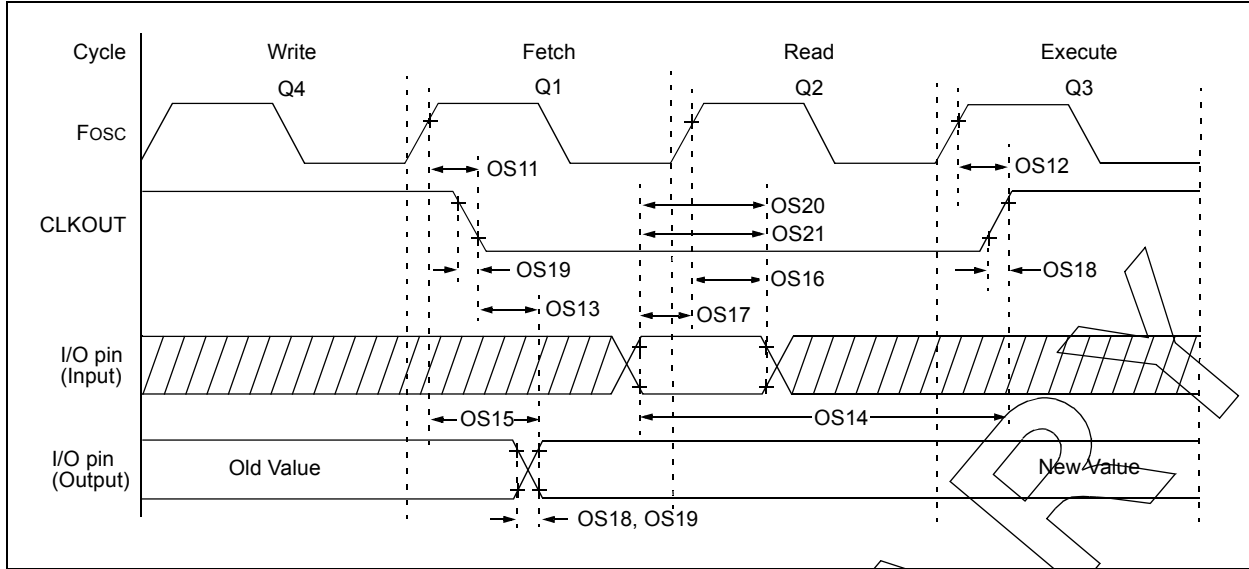 Cycle Write Fetch Read Execute
Q4 Q1 Q2 Q3
FOSC
OS11 OS12
CLKOUT
OS20
OS21
OS19 OS16 OS18
OS13 OS17
I/O pin
(Input)
OS15 OS14
I/O pin
(Output)
Old Value New Value
OS18, OS19